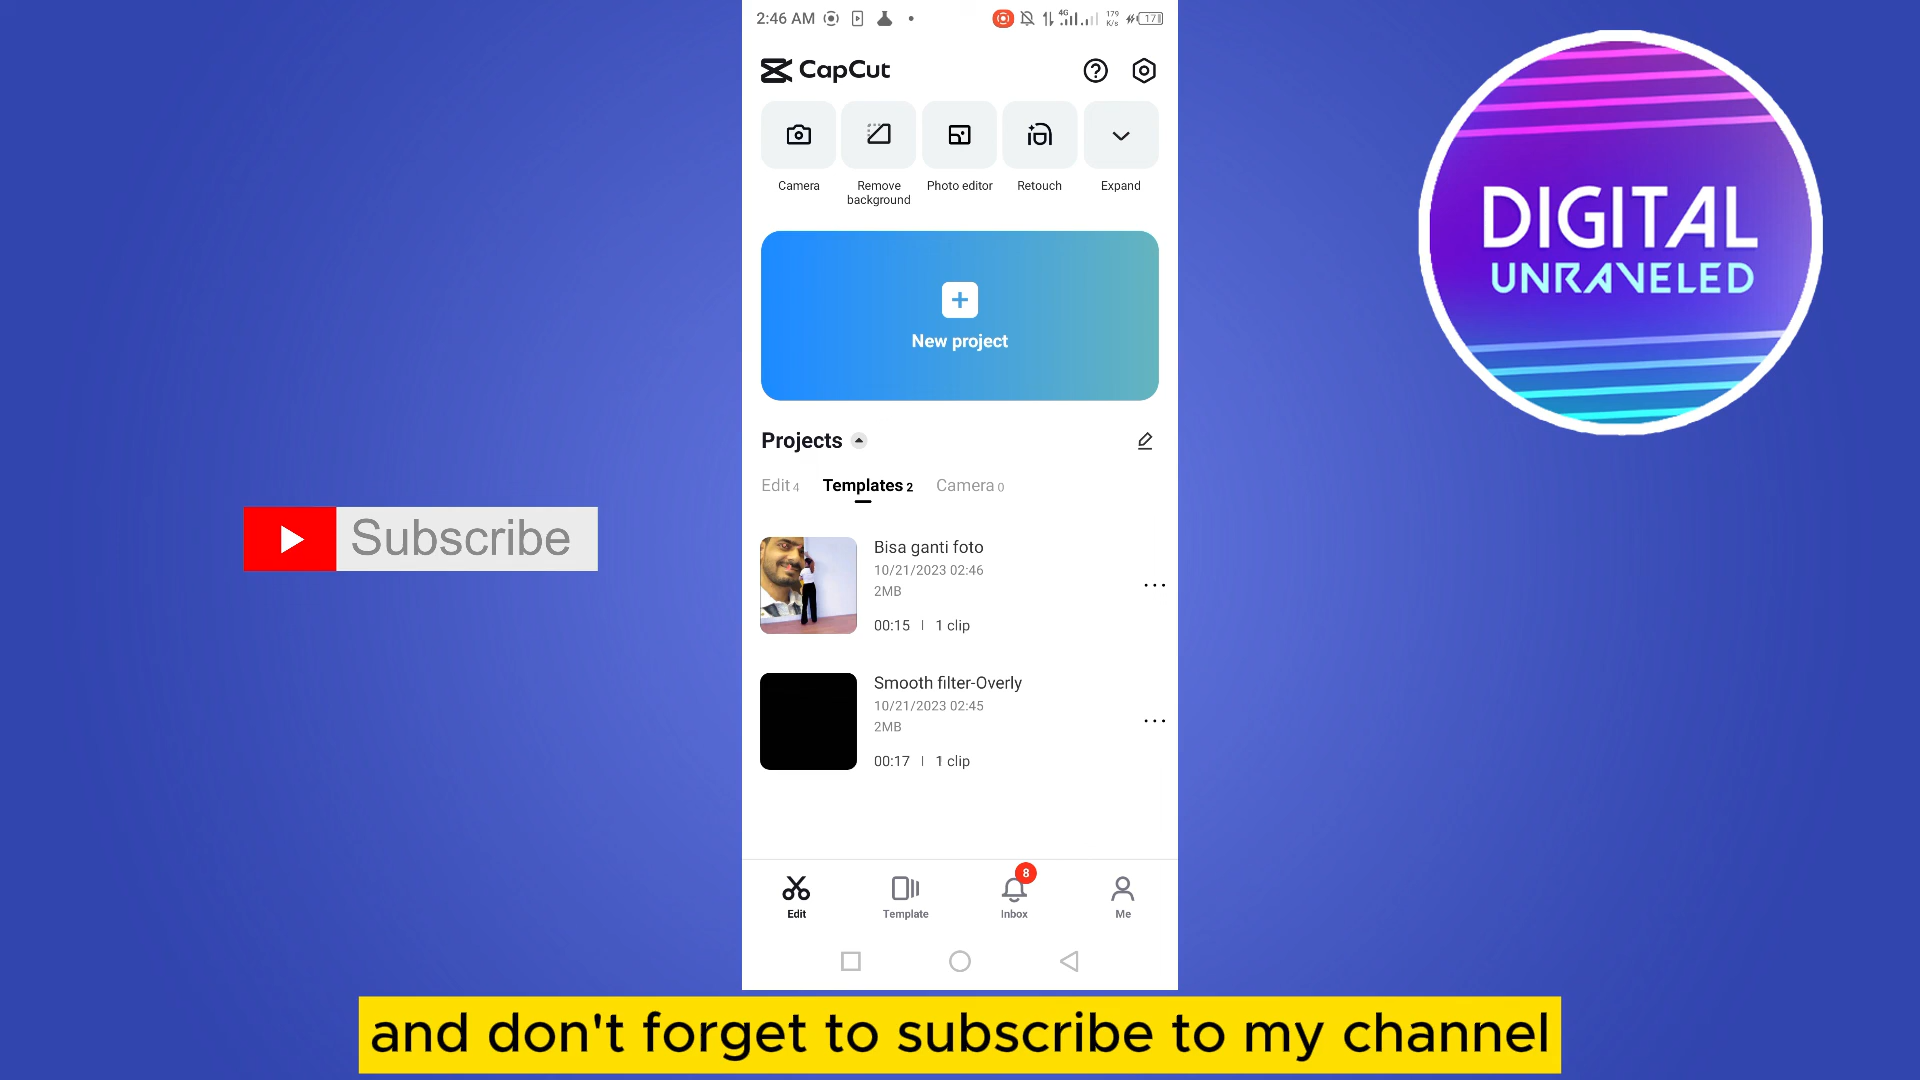 2:46 AM
4G
179
K/s
17
CapCut
Camera
Remove
background
Photo editor
Retouch
Expand
New project
Projects
Edit 4
Templates 2
Camera 0
Bisa ganti foto
10/21/2023 02:46
2MB
00:15 | 1 clip
Smooth filter-Overly
10/21/2023 02:45
2MB
00:17 | 1 clip
Edit
Template
8
Inbox
Me
DIGITAL
UNRAVELED
Subscribe
and don't forget to subscribe to my channel